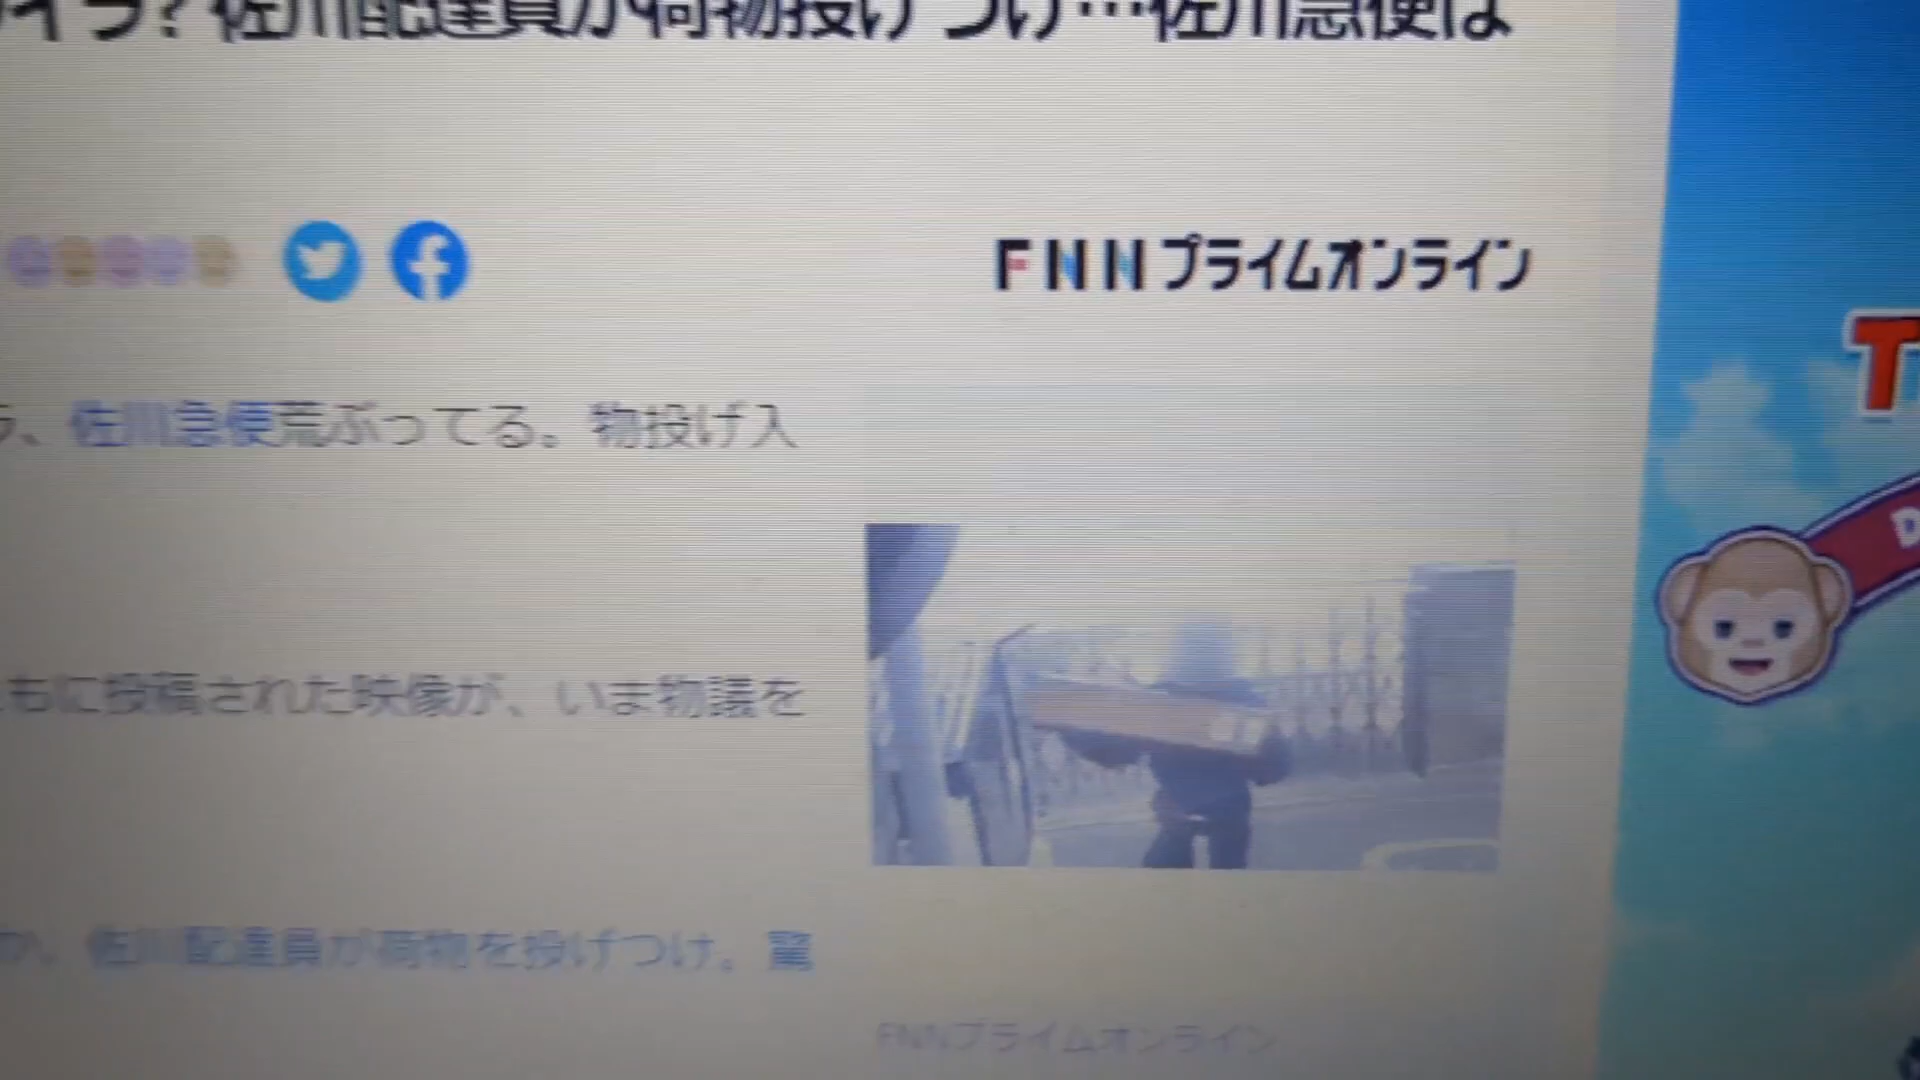 イラ?佐川配達員が荷物投げつけ…佐川急便は
FNNプライムオンライン
ラ、佐川急便荒ぶってる。物投げ入
もに投稿された映像が、いま物議を
か、佐川配達員が荷物を投げつけ。驚
FNNプライムオンライン
T
D